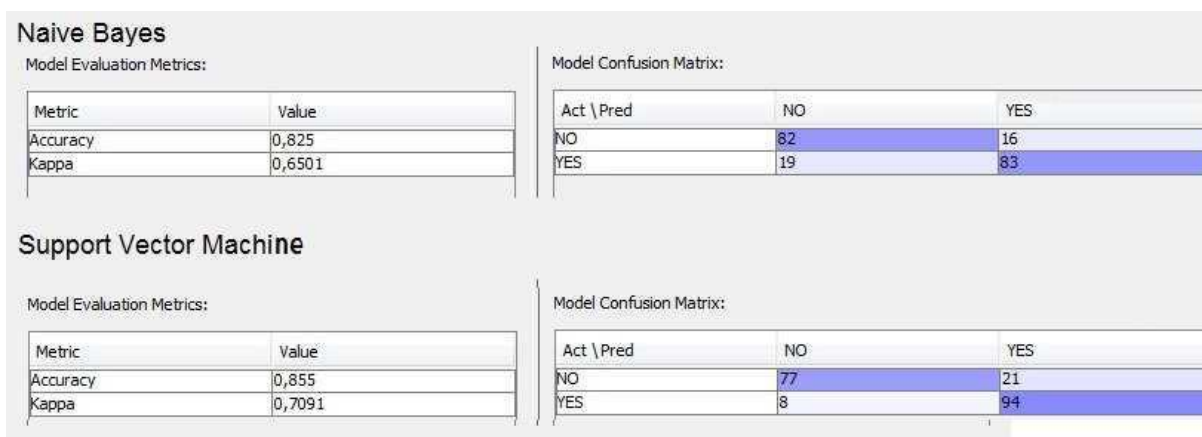 Naive Bayes
Model Evaluation Metrics: Model Confusion Matrix:
Metric Value Act \ Pred NO YES
Accuracy 0,825 NO 82 16
Kappa 0,6501 YES 19 83
Support Vector Machine
Model Evaluation Metrics: Model Confusion Matrix:
Metric Value Act \ Pred NO YES
Accuracy 0,855 NO 77 21
Kappa 0,7091 YES 8 94